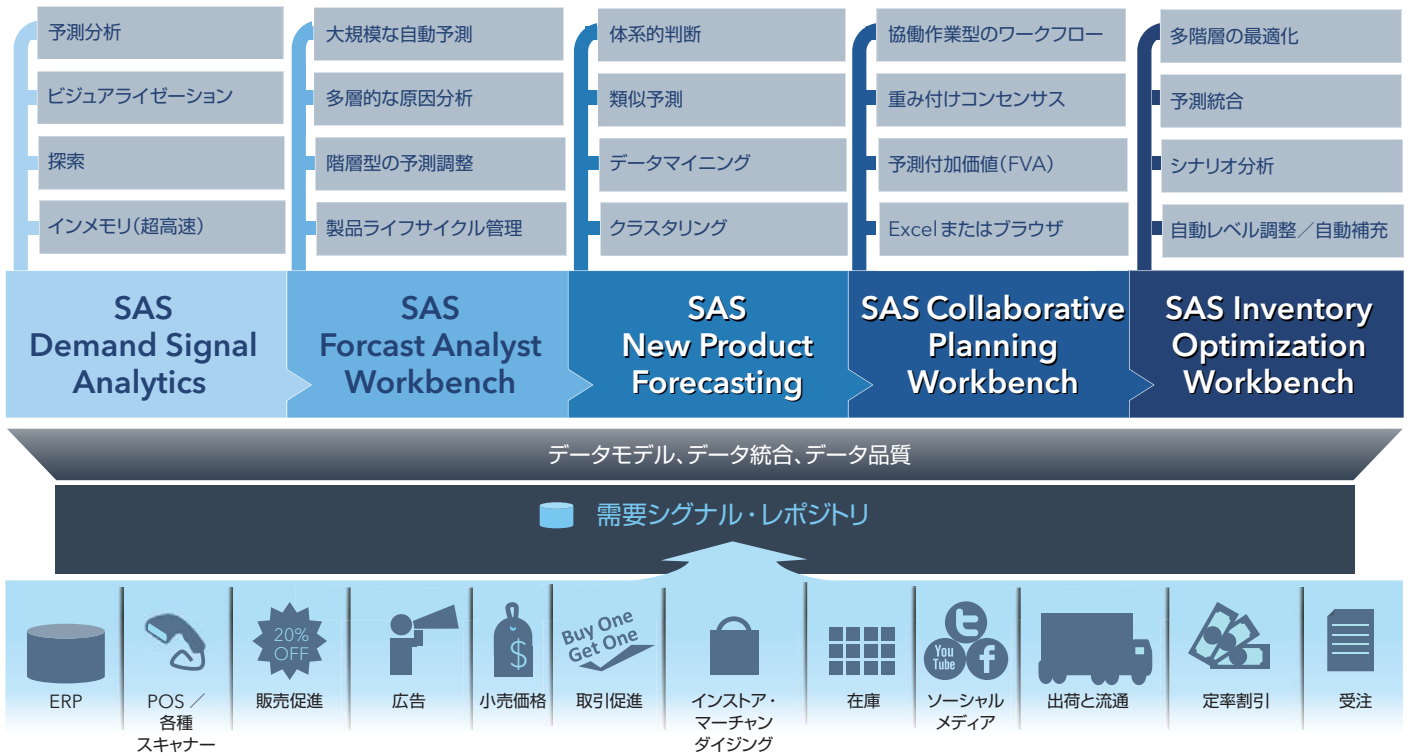 予測分析
ビジュアライゼーション
探索
インメモリ(超高速)
大規模な自動予測
多層的な原因分析
階層型の予測調整
製品ライフサイクル管理
体系的判断
類似予測
データマイニング
クラスタリング
協働作業型のワークフロー
重み付けコンセンサス
予測付加価値(FVA)
Excelまたはブラウザ
多階層の最適化
予測統合
シナリオ分析
自動レベル調整／自動補充
SAS
Demand Signal
Analytics
SAS
Forcast Analyst
Workbench
SAS
New Product
Forecasting
SAS Collaborative
Planning
Workbench
SAS Inventory
Optimization
Workbench
データモデル、データ統合、データ品質
需要シグナル・レポジトリ
ERP
POS／
各種
スキャナー
20%
OFF
販売促進
広告
$
小売価格
Buy One
Get One
取引促進
インストア・
マーチャン
ダイジング
在庫
You
Tube
ソーシャル
メディア
出荷と流通
定率割引
受注